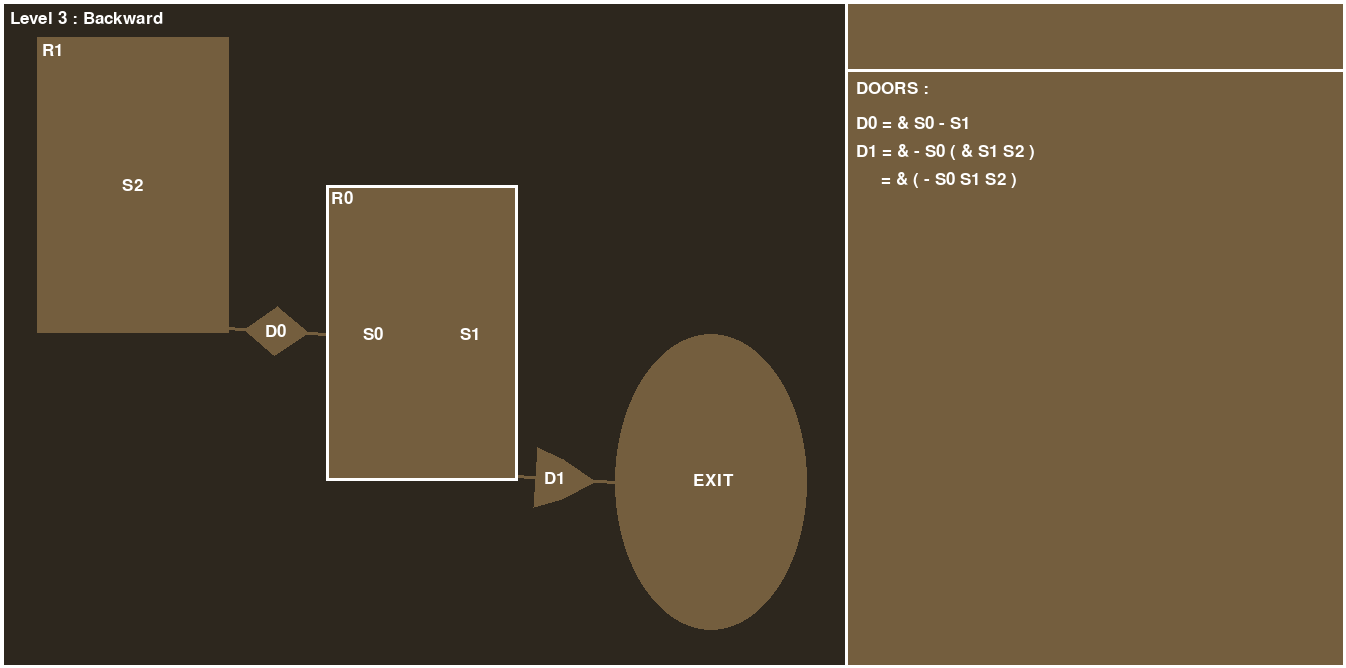 Level 3 : Backward
R1
S2
R0
D0
S0
S1
D1
EXIT
DOORS :
D0 = & S0 - S1
D1 = & - S0 ( & S1 S2 )
= & ( - S0 S1 S2 )